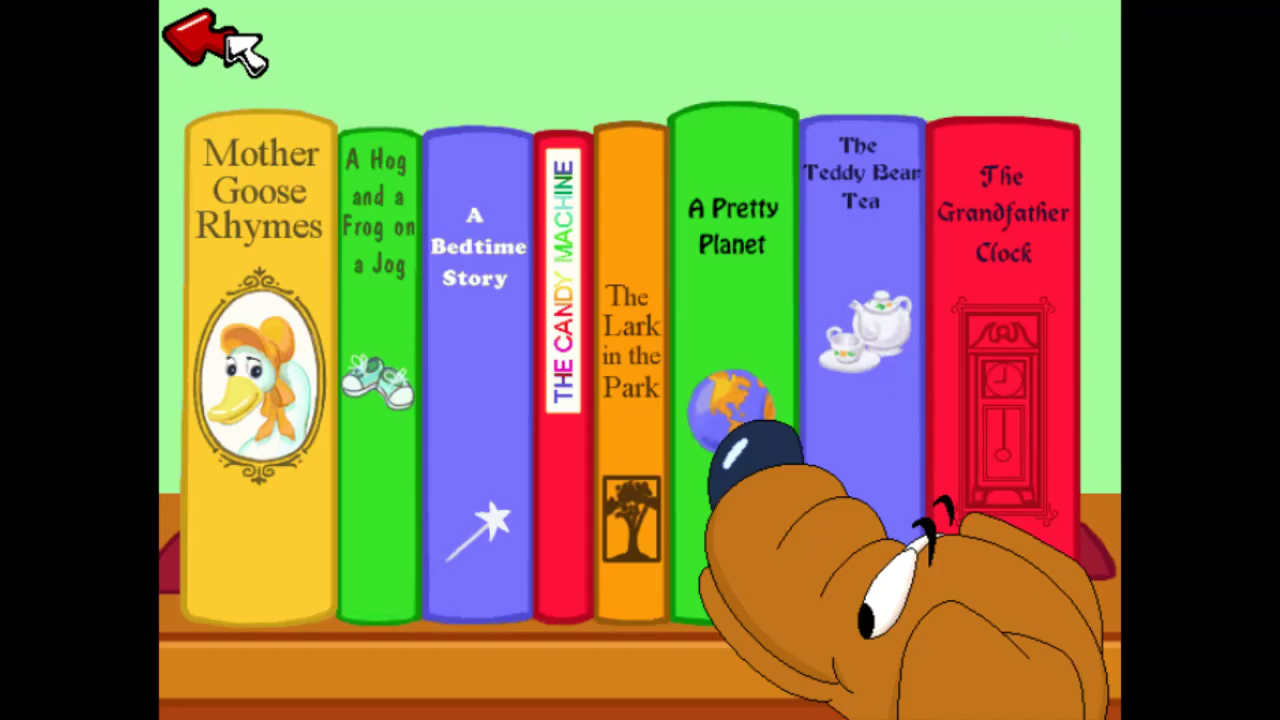 Mother
Goose
Rhymes
A Hog
and a
Frog on
a Jog
A
Bedtime
Story
THE CANDY MACHINE
The
Lark
in the
Park
A Pretty
Planet
The
Teddy Bear
Tea
The
Grandfather
Clock